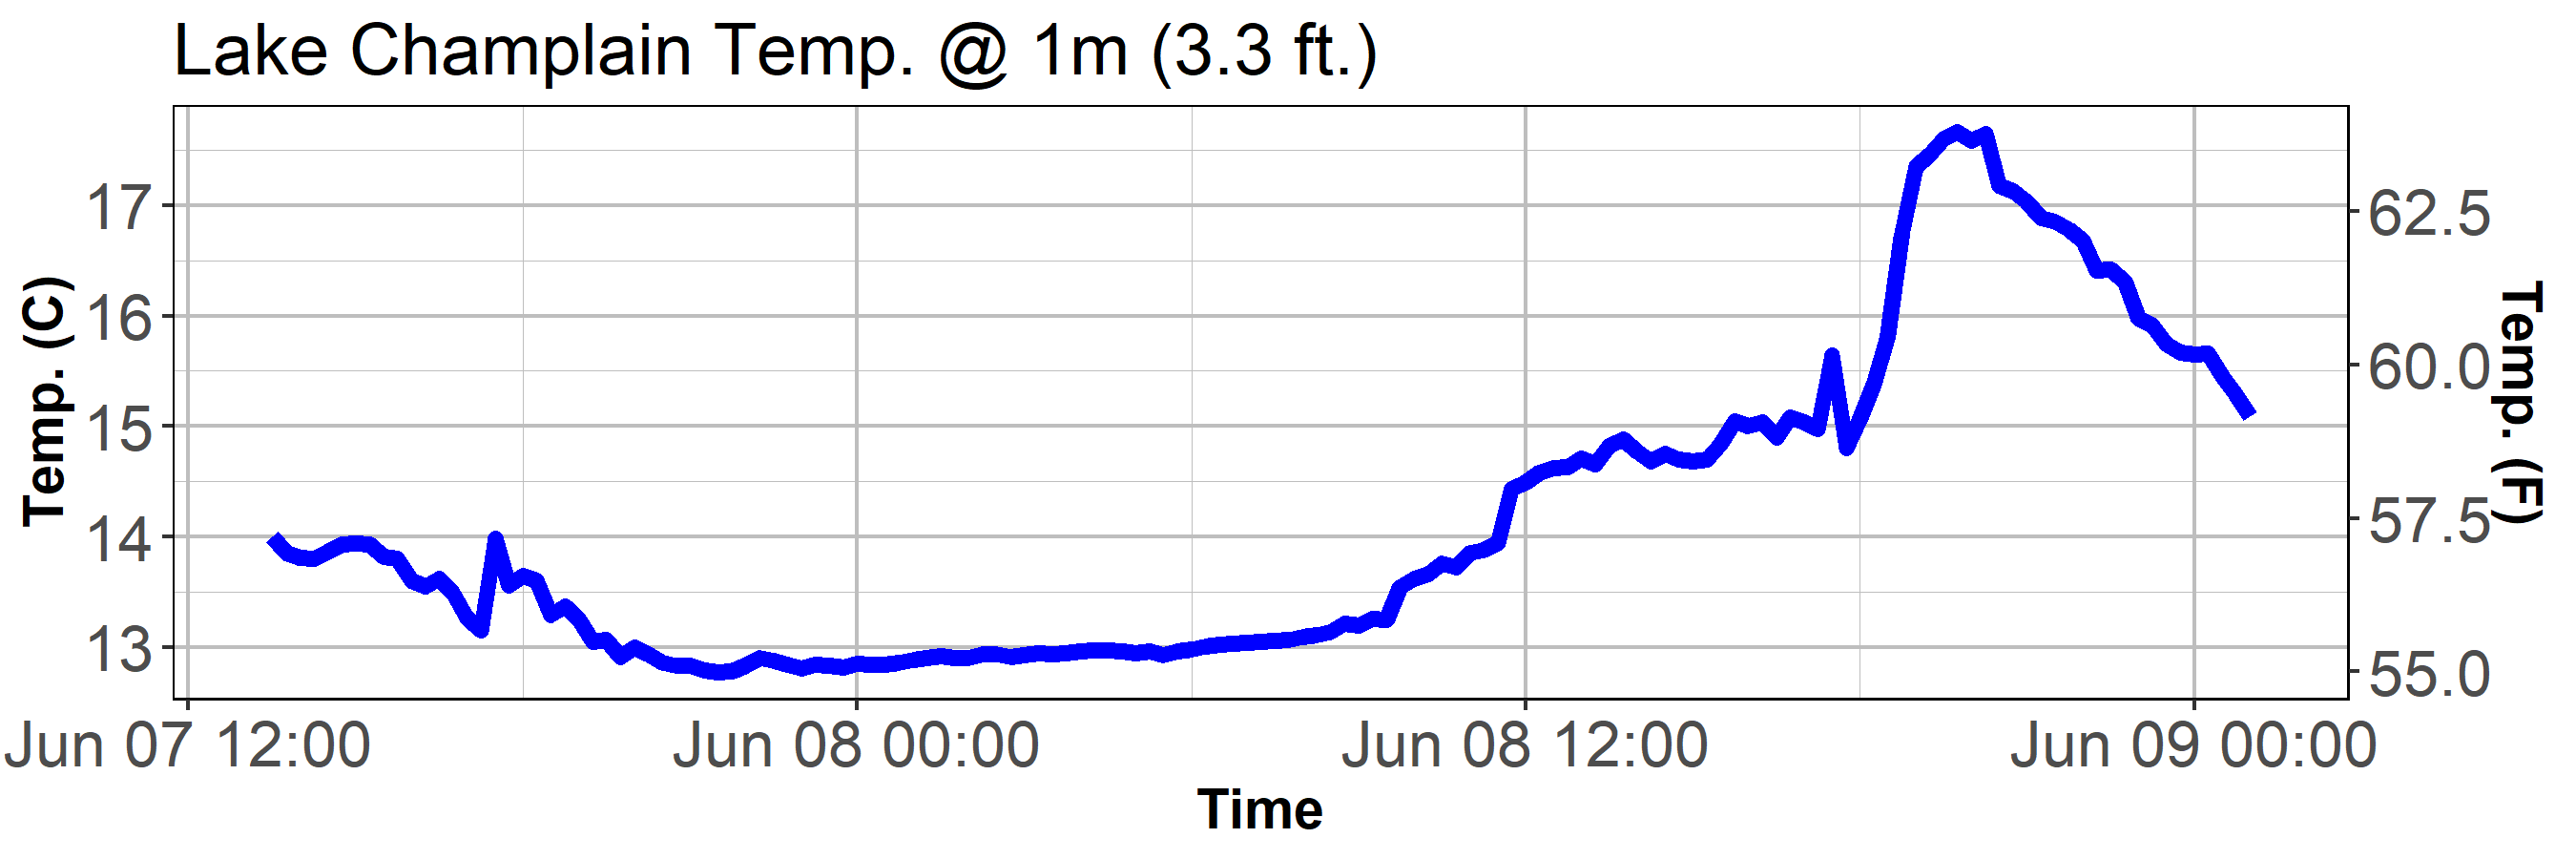 Lake Champlain Temp. @ 1m (3.3 ft.)
Temp. (C)
17
16
15
14
13
62.5
60.0
57.5
55.0
Temp. (F)
Jun 07 12:00
Jun 08 00:00
Jun 08 12:00
Jun 09 00:00
Time